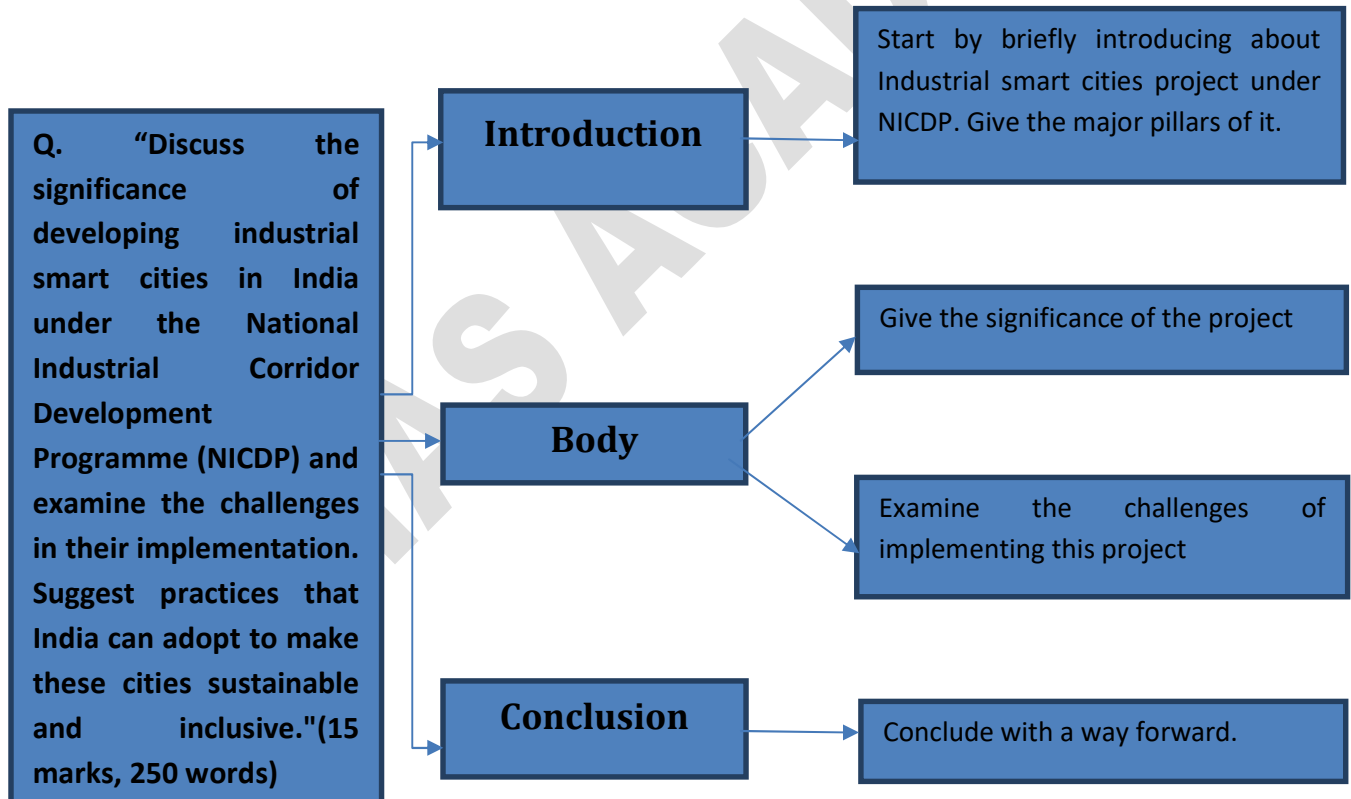 Q. “Discuss the
significance of
developing industrial
smart cities in India
under the National
Industrial Corridor
Development
Programme (NICDP) and
examine the challenges
in their implementation.
Suggest practices that
India can adopt to make
these cities sustainable
and inclusive."(15
marks, 250 words)
Introduction
Start by briefly introducing about
Industrial smart cities project under
NICDP. Give the major pillars of it.
Body
Give the significance of the project
Examine the challenges of
implementing this project
Conclusion
Conclude with a way forward.